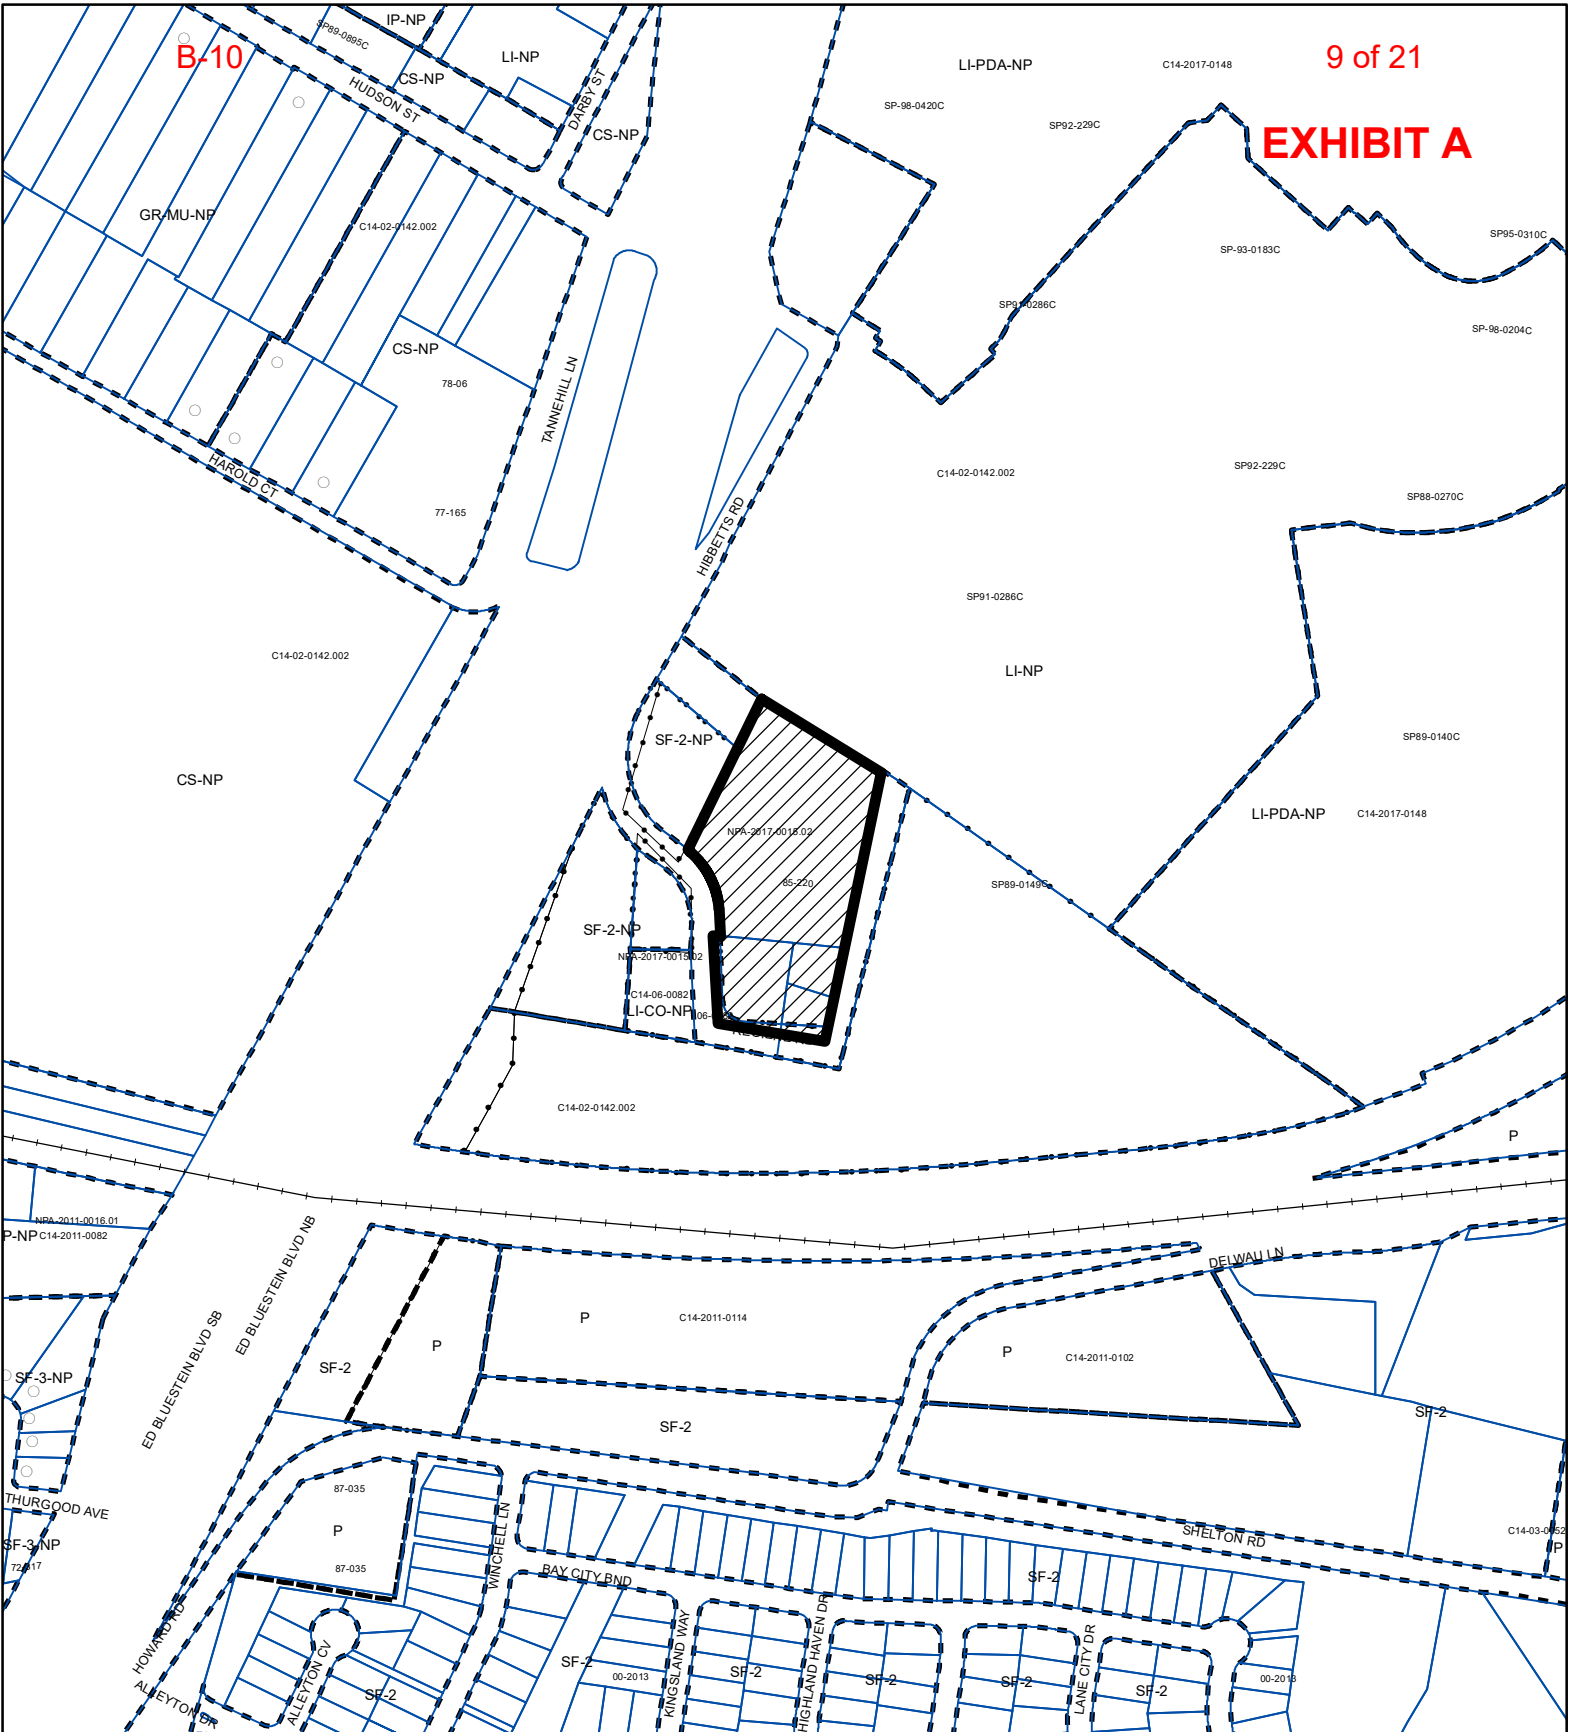 B-10
9 of 21
EXHIBIT A
IP-NP
SP89-0895C
LI-NP
CS-NP
HUDSON ST
DARBY ST
CS-NP
LI-PDA-NP
C14-2017-0148
SP-98-0420C
SP92-229C
GR-MU-NP
C14-02-0142.002
SP-93-0183C
SP95-0310C
SP91-0286C
SP-98-0204C
CS-NP
78-06
TANNEHILL LN
HAROLD CT
77-165
HIBBETTS RD
C14-02-0142.002
SP92-229C
SP88-0270C
SP91-0286C
C14-02-0142.002
LI-NP
SF-2-NP
SP89-0140C
CS-NP
LI-PDA-NP
C14-2017-0148
NPA-2017-0015.02
85-220
SP89-0149C
SF-2-NP
NPA-2017-0015.02
C14-06-0082
LI-CO-NP
C14-02-0142.002
P
NPA-2011-0016.01
P-NP
C14-2011-0082
ED BLUESTEIN BLVD NB
ED BLUESTEIN BLVD SB
DELWAU LN
P
C14-2011-0114
P
P
C14-2011-0102
SF-2
SF-3-NP
SF-2
SF-2
87-035
P
87-035
THURGOOD AVE
SF-3-NP
WINCHELL LN
SHELTON RD
P
BAY CITY BND
SF-2
HOWARD RD
ALLEYTON DR
ALLEYTON CV
SF-2
SF-2
00-2013
KINGSLAND WAY
SF-2
HIGHLAND HAVEN DR
SF-2
SF-2
LANE CITY DR
SF-2
00-2013